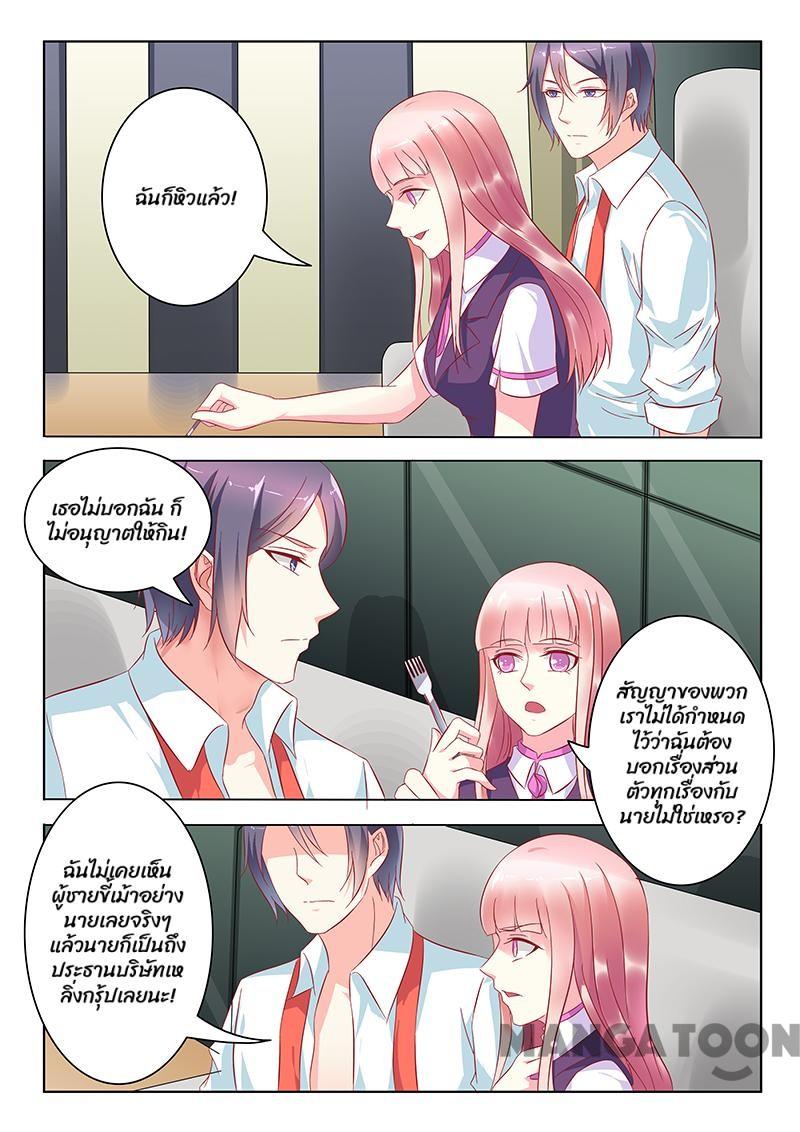 ฉันก็หิวแล้ว!
เธอไม่บอกฉัน ก็
ไม่อนุญาตให้กิน!
สัญญาของพวก
เราไม่ได้กำหนด
ไว้ว่าฉันต้อง
บอกเรื่องส่วน
ตัวทุกเรื่องกับ
นายไม่ใช่เหรอ?
ฉันไม่เคยเห็น
ผู้ชายขี้เม้าอย่าง
นายเลยจริงๆ
แล้วนายก็เป็นถึง
ประธานบริษัทเห
ลิ่งกรุ้ปเลยนะ!
MANGATOON